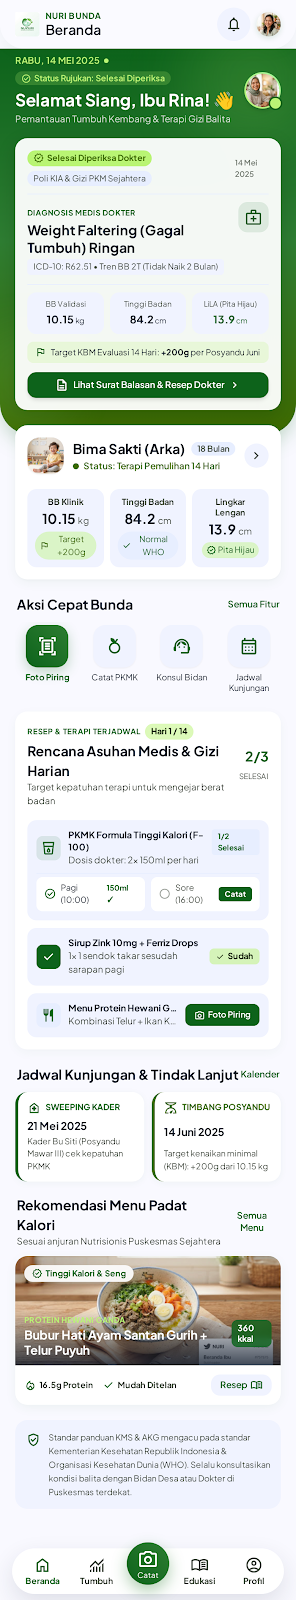 NURI BUNDA
Beranda
RABU, 14 MEI 2025
Status Rujukan: Selesai Diperiksa
Selamat Siang, Ibu Rina! 👋
Pemantauan Tumbuh Kembang & Terapi Gizi Balita
Selesai Diperiksa Dokter
14 Mei
2025
Poli KIA & Gizi PKM Sejahtera
DIAGNOSIS MEDIS DOKTER
Weight Faltering (Gagal
Tumbuh) Ringan
ICD-10: R62.51 • Tren BB 2T (Tidak Naik 2 Bulan)
BB Validasi
10.15 kg
Tinggi Badan
84.2 cm
LiLA (Pita Hijau)
13.9 cm
Target KBM Evaluasi 14 Hari: +200g per Posyandu Juni
Lihat Surat Balasan & Resep Dokter
Bima Sakti (Arka)
18 Bulan
Status: Terapi Pemulihan 14 Hari
BB Klinik
10.15 kg
Target
+200g
Tinggi Badan
84.2 cm
Normal
WHO
Lingkar
Lengan
13.9 cm
Pita Hijau
Aksi Cepat Bunda
Semua Fitur
Foto Piring
Catat PKMK
Konsul Bidan
Jadwal
Kunjungan
RESEP & TERAPI TERJADWAL
Hari 1 / 14
Rencana Asuhan Medis & Gizi
Harian
2/3
SELESAI
Target kepatuhan terapi untuk mengejar berat
badan
PKMK Formula Tinggi Kalori (F-
100)
1/2
Selesai
Dosis dokter: 2x 150ml per hari
Pagi
(10:00)
150ml
✓
Sore
(16:00)
Catat
Sirup Zink 10mg + Ferriz Drops
1x 1 sendok takar sesudah
sarapan pagi
Sudah
Menu Protein Hewani G...
Kombinasi Telur + Ikan K...
Foto Piring
Jadwal Kunjungan & Tindak Lanjut
Kalender
SWEEPING KADER
21 Mei 2025
Kader Bu Siti (Posyandu
Mawar III) cek kepatuhan
PKMK
TIMBANG POSYANDU
14 Juni 2025
Target kenaikan minimal
(KBM): +200g dari 10.15 kg
Rekomendasi Menu Padat
Kalori
Semua
Menu
Sesuai anjuran Nutrisionis Puskesmas Sejahtera
Tinggi Kalori & Seng
PROTEIN HEWANI GANDA
Bubur Hati Ayam Santan Gurih +
Telur Puyuh
360
kkal
NURI
16.5g Protein
Mudah Ditelan
Resep
Standar panduan KMS & AKG mengacu pada standar
Kementerian Kesehatan Republik Indonesia &
Organisasi Kesehatan Dunia (WHO). Selalu konsultasikan
kondisi balita dengan Bidan Desa atau Dokter di
Puskesmas terdekat.
Beranda
Tumbuh
Catat
Edukasi
Profil